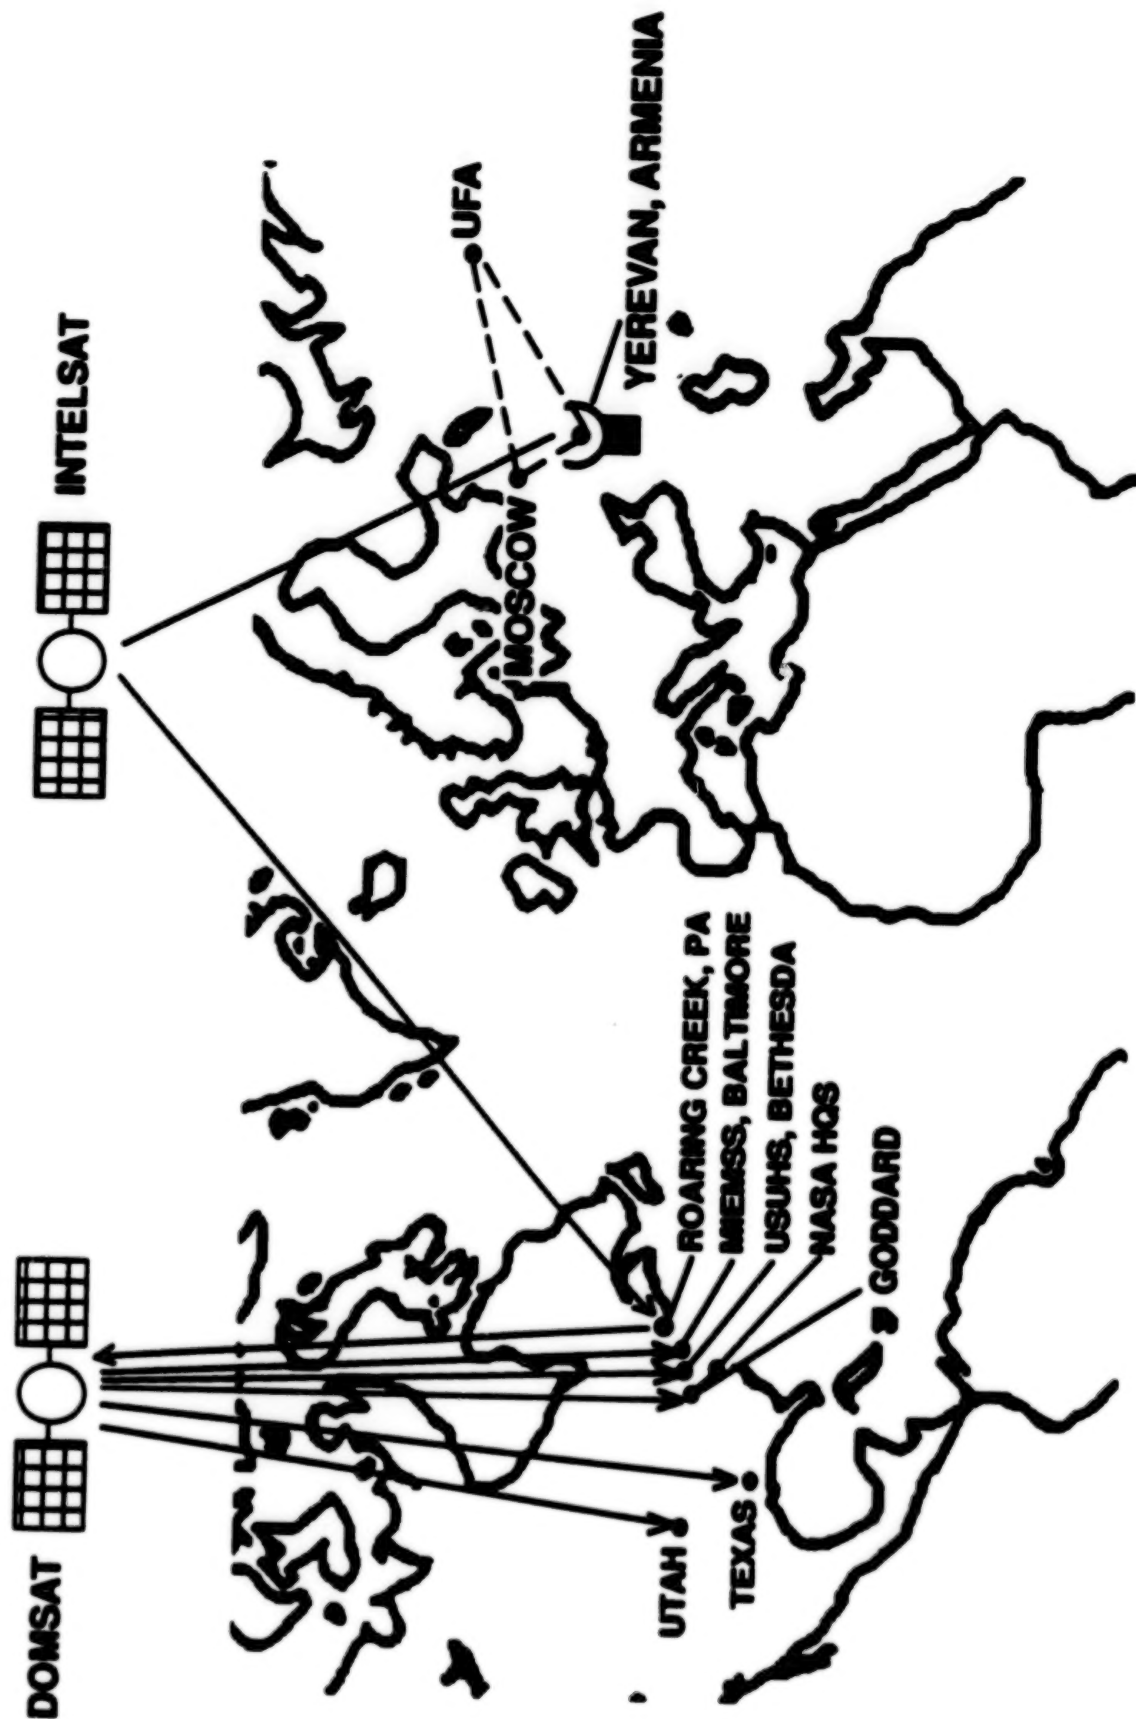 DOMSAT
INTELSAT
UFA
MOSCOW
YEREVAN, ARMENIA
UTAH
TEXAS
ROARING CREEK, PA
MIEMSS, BALTIMORE
USUHS, BETHESDA
NASA HQS
GODDARD